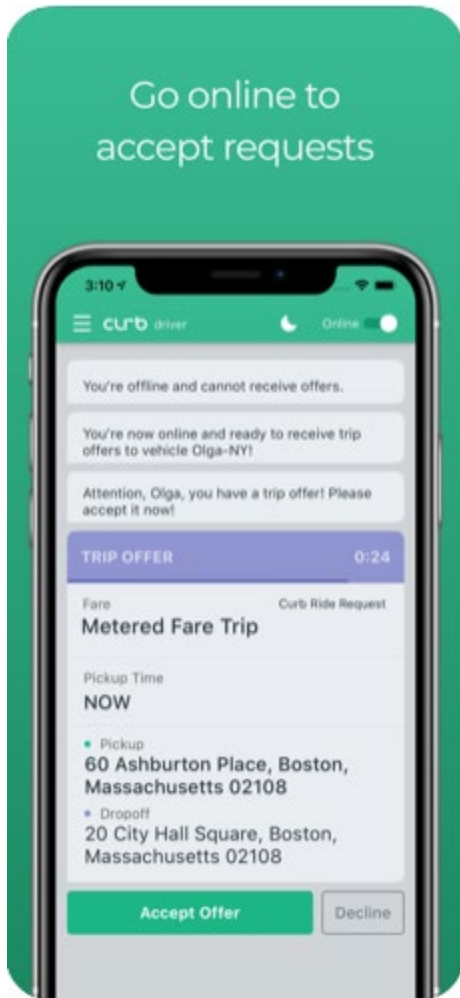 Go online to
accept requests
3:10
curb driver
Online
You're offline and cannot receive offers.
You're now online and ready to receive trip
offers to vehicle Olga-NY!
Attention, Olga, you have a trip offer! Please
accept it now!
TRIP OFFER 0:24
Fare Curb Ride Request
Metered Fare Trip
Pickup Time
NOW
Pickup
60 Ashburton Place, Boston,
Massachusetts 02108
Dropoff
20 City Hall Square, Boston,
Massachusetts 02108
Accept Offer Decline